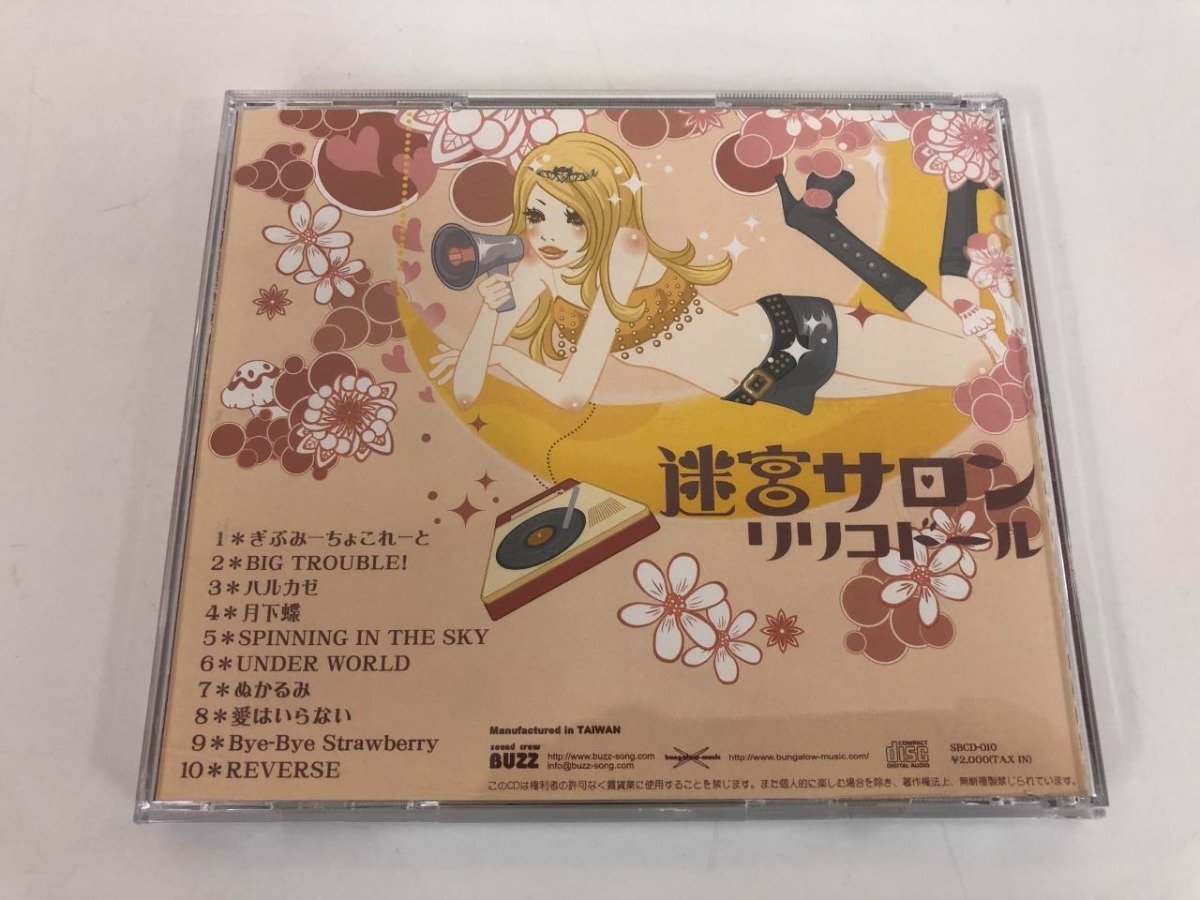 迷宮サロン
リリコドール
1*ぎぶみーちょこれーと
2*BIG TROUBLE!
3*ハルカゼ
4*月下蝶
5*SPINNING IN THE SKY
6*UNDER WORLD
7*ぬかるみ
8*愛はいらない
9*Bye-Bye Strawberry
10*REVERSE
Manufactured in TAIWAN
sound crew
BUZZ
http://www.buzz-song.com
info@buzz-song.com
bungalow-music
http://www.bungalow-music.com/
COMPACT
disc
DIGITAL AUDIO
SBCD-010
¥2,000(TAX IN)
このCDは権利者の許可なく賃貸業に使用することを禁じます。また個人的に楽しむ場合を除き、著作権法上、無断複製禁じられています。